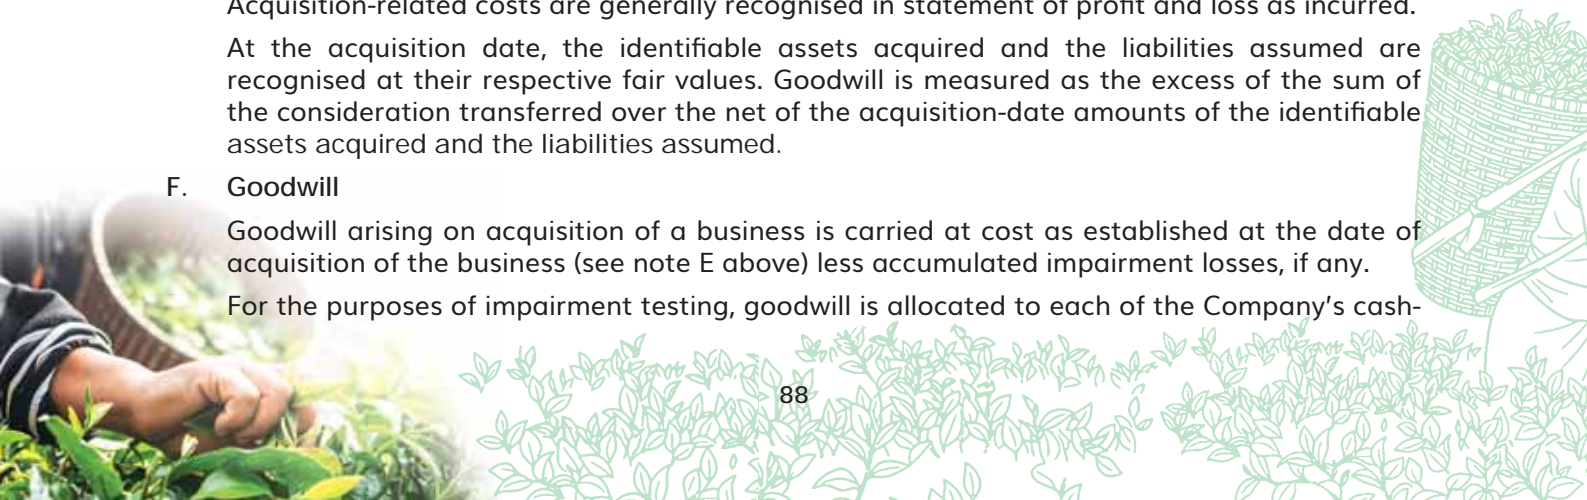 Acquisition-related costs are generally recognised in statement of profit and loss as incurred.
At the acquisition date, the identifiable assets acquired and the liabilities assumed are
recognised at their respective fair values. Goodwill is measured as the excess of the sum of
the consideration transferred over the net of the acquisition-date amounts of the identifiable
assets acquired and the liabilities assumed.
F. Goodwill
Goodwill arising on acquisition of a business is carried at cost as established at the date of
acquisition of the business (see note E above) less accumulated impairment losses, if any.
For the purposes of impairment testing, goodwill is allocated to each of the Company’s cash-
88